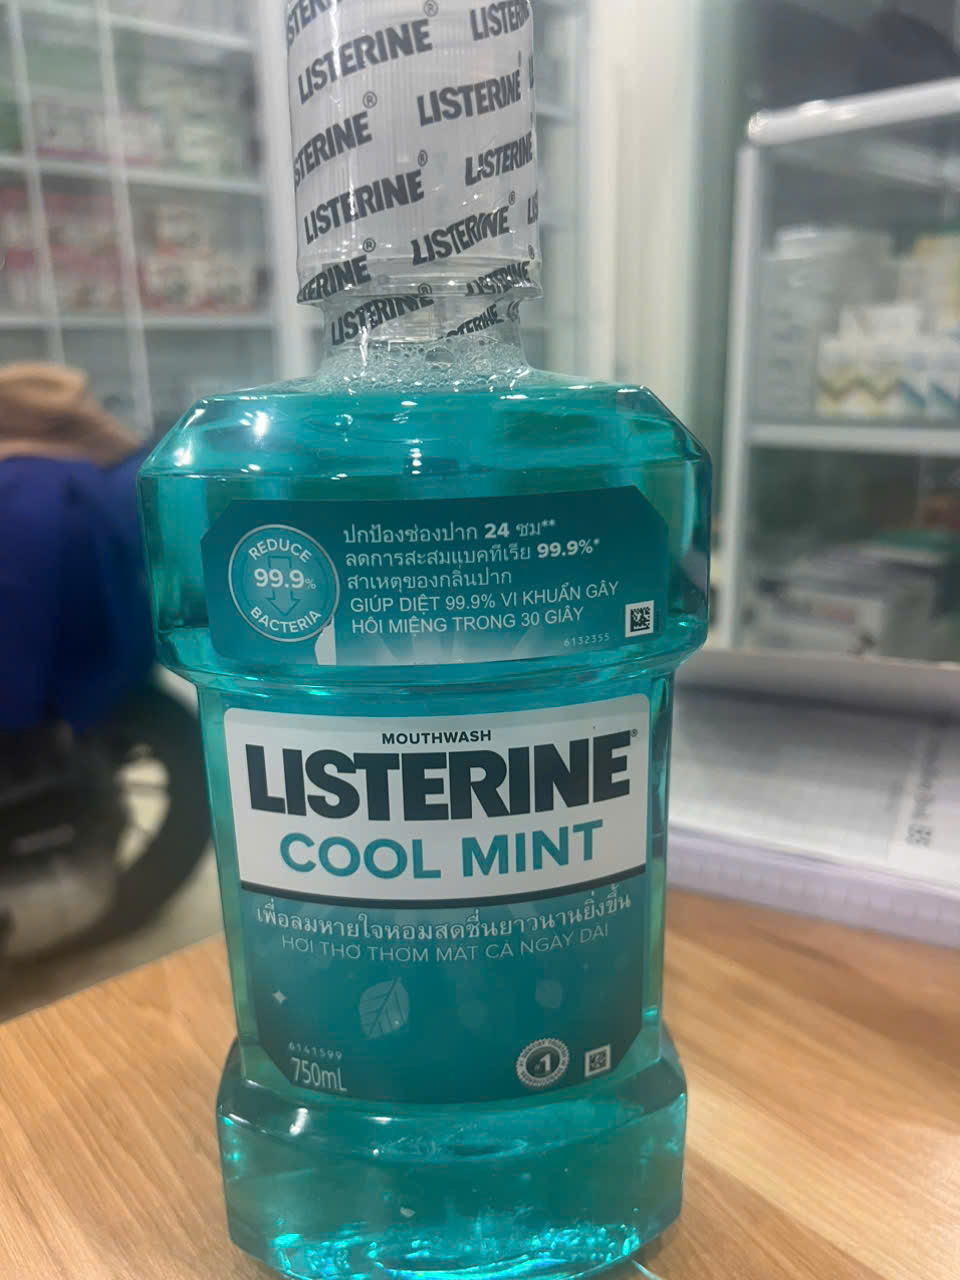 LISTERINE®
LISTERINE
LISTERINE
LISTERINE®
LISTERINE
LISTERINE®
LISTERINE®
LISTERINE®
LISTERINE
REDUCE
99.9%
BACTERIA
ปกป้องช่องปาก 24 ชม**
ลดการสะสมแบคทีเรีย 99.9%*
สาเหตุของกลิ่นปาก
GIÚP DIỆT 99.9% VI KHUẨN GÂY
HÔI MIỆNG TRONG 30 GIÂY
6132355
MOUTHWASH
LISTERINE®
COOL MINT
เพื่อลมหายใจหอมสดชื่นยาวนานยิ่งขึ้น
HƠI THỞ THƠM MÁT CẢ NGÀY DÀI
6141599
750mL
#1